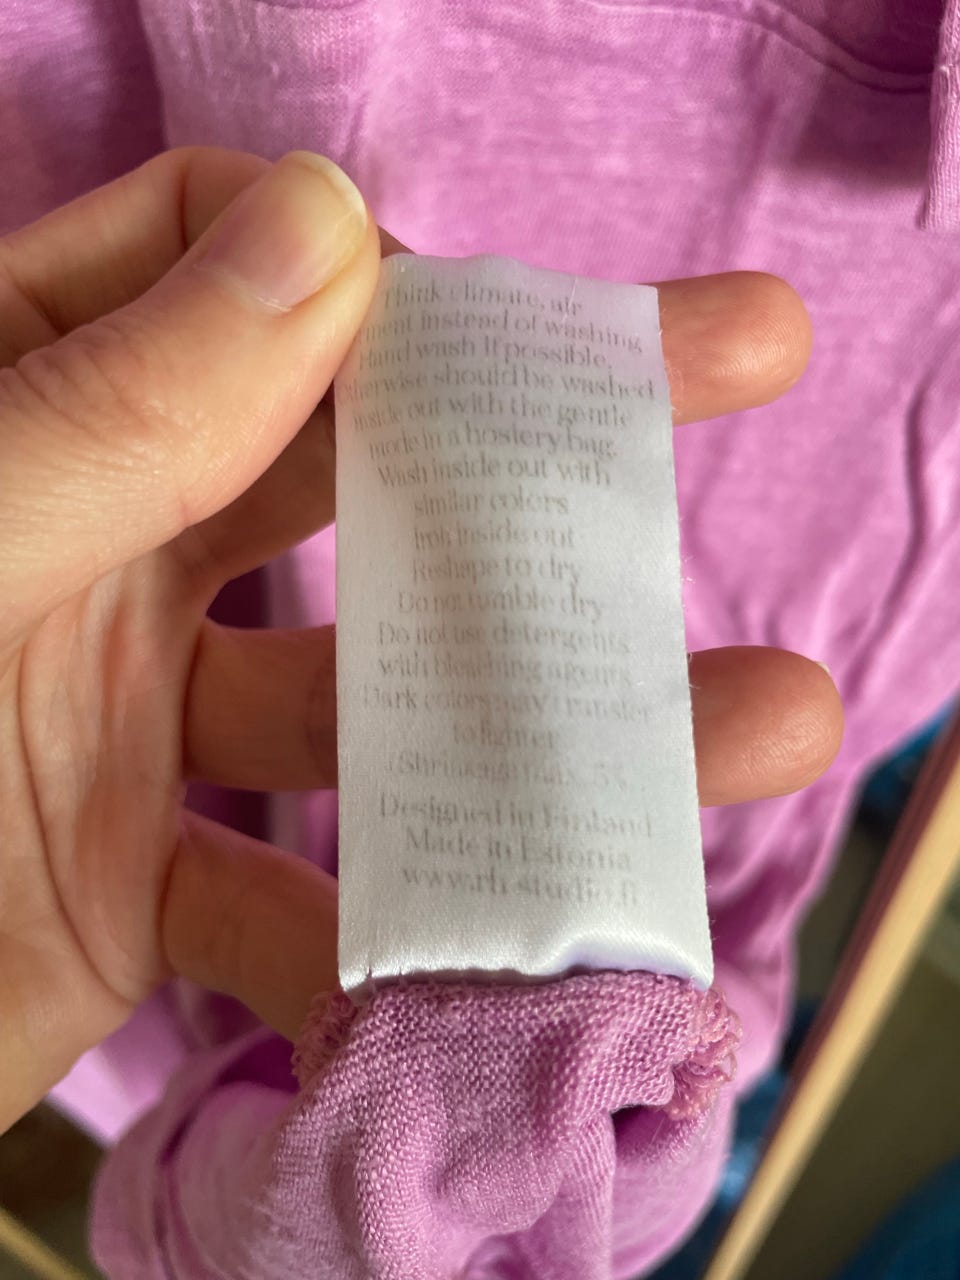 Think climate, air
ment instead of washing
Hand wash if possible,
otherwise should be washed
inside out with the gentle
mode in a hosiery bag.
Wash inside out with
similar colors
iron inside out
Reshape to dry
Do not tumble dry
Do not use detergents
with bleaching agents
Dark colors may transfer
to lighter
Shrinkage max. 5%
Designed in Finland
Made in Estonia
www.rh-studio.fi